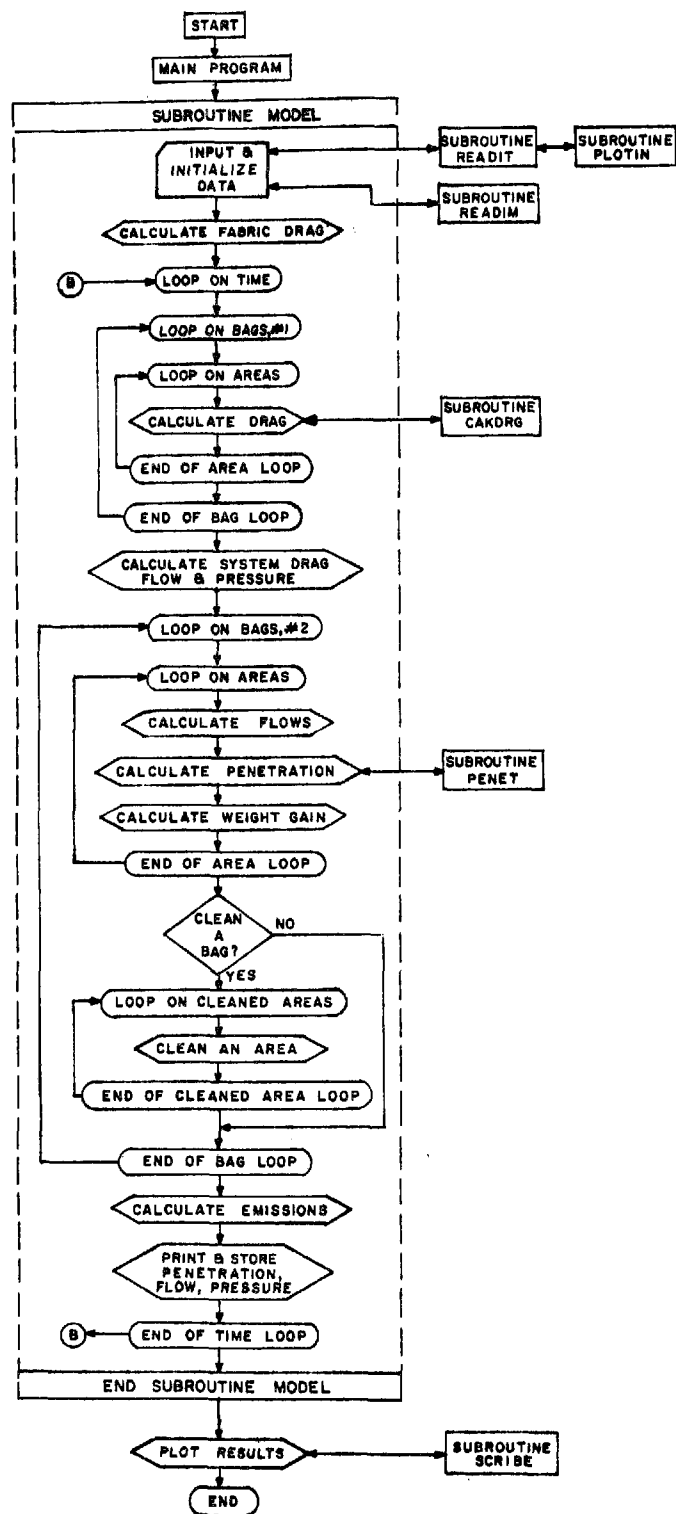 START
MAIN PROGRAM
SUBROUTINE MODEL
INPUT &
INITIALIZE
DATA
SUBROUTINE
READIT
SUBROUTINE
PLOTIN
SUBROUTINE
READIM
CALCULATE FABRIC DRAG
B
LOOP ON TIME
LOOP ON BAGS,#1
LOOP ON AREAS
CALCULATE DRAG
SUBROUTINE
CAKDRG
END OF AREA LOOP
END OF BAG LOOP
CALCULATE SYSTEM DRAG
FLOW & PRESSURE
LOOP ON BAGS,#2
LOOP ON AREAS
CALCULATE FLOWS
CALCULATE PENETRATION
SUBROUTINE
PENET
CALCULATE WEIGHT GAIN
END OF AREA LOOP
CLEAN
A
BAG?
NO
YES
LOOP ON CLEANED AREAS
CLEAN AN AREA
END OF CLEANED AREA LOOP
END OF BAG LOOP
CALCULATE EMISSIONS
PRINT & STORE
PENETRATION,
FLOW, PRESSURE
B
END OF TIME LOOP
END SUBROUTINE MODEL
PLOT RESULTS
SUBROUTINE
SCRIBE
END